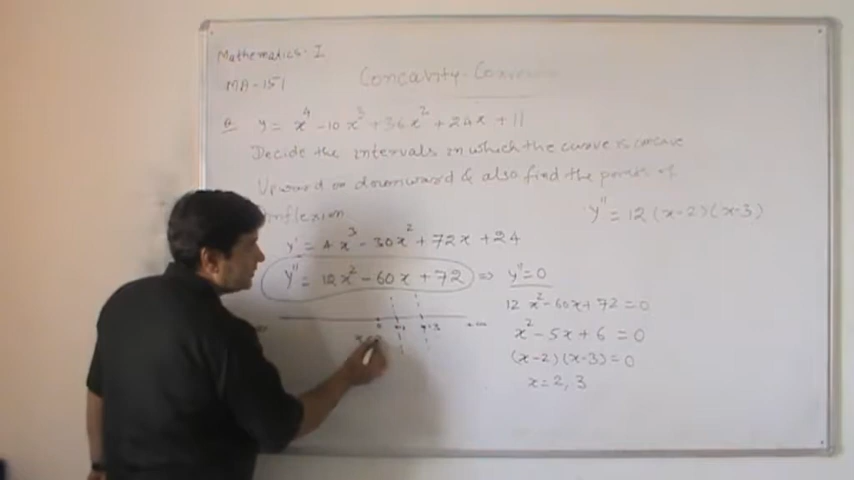 Mathematics-I
MA-151
Concavity-Conv
Q y = x⁴ -10x³ +36x² +24x +11
Decide the intervals in which the curve is concave
Upward or downward & also find the points of
inflexion
y' = 4x³ - 30x² + 72x + 24
y'' = 12x² - 60x + 72 ⇒ y'' = 0
12x² - 60x + 72 = 0
x² - 5x + 6 = 0
(x-2)(x-3) = 0
x = 2, 3
y'' = 12(x-2)(x-3)